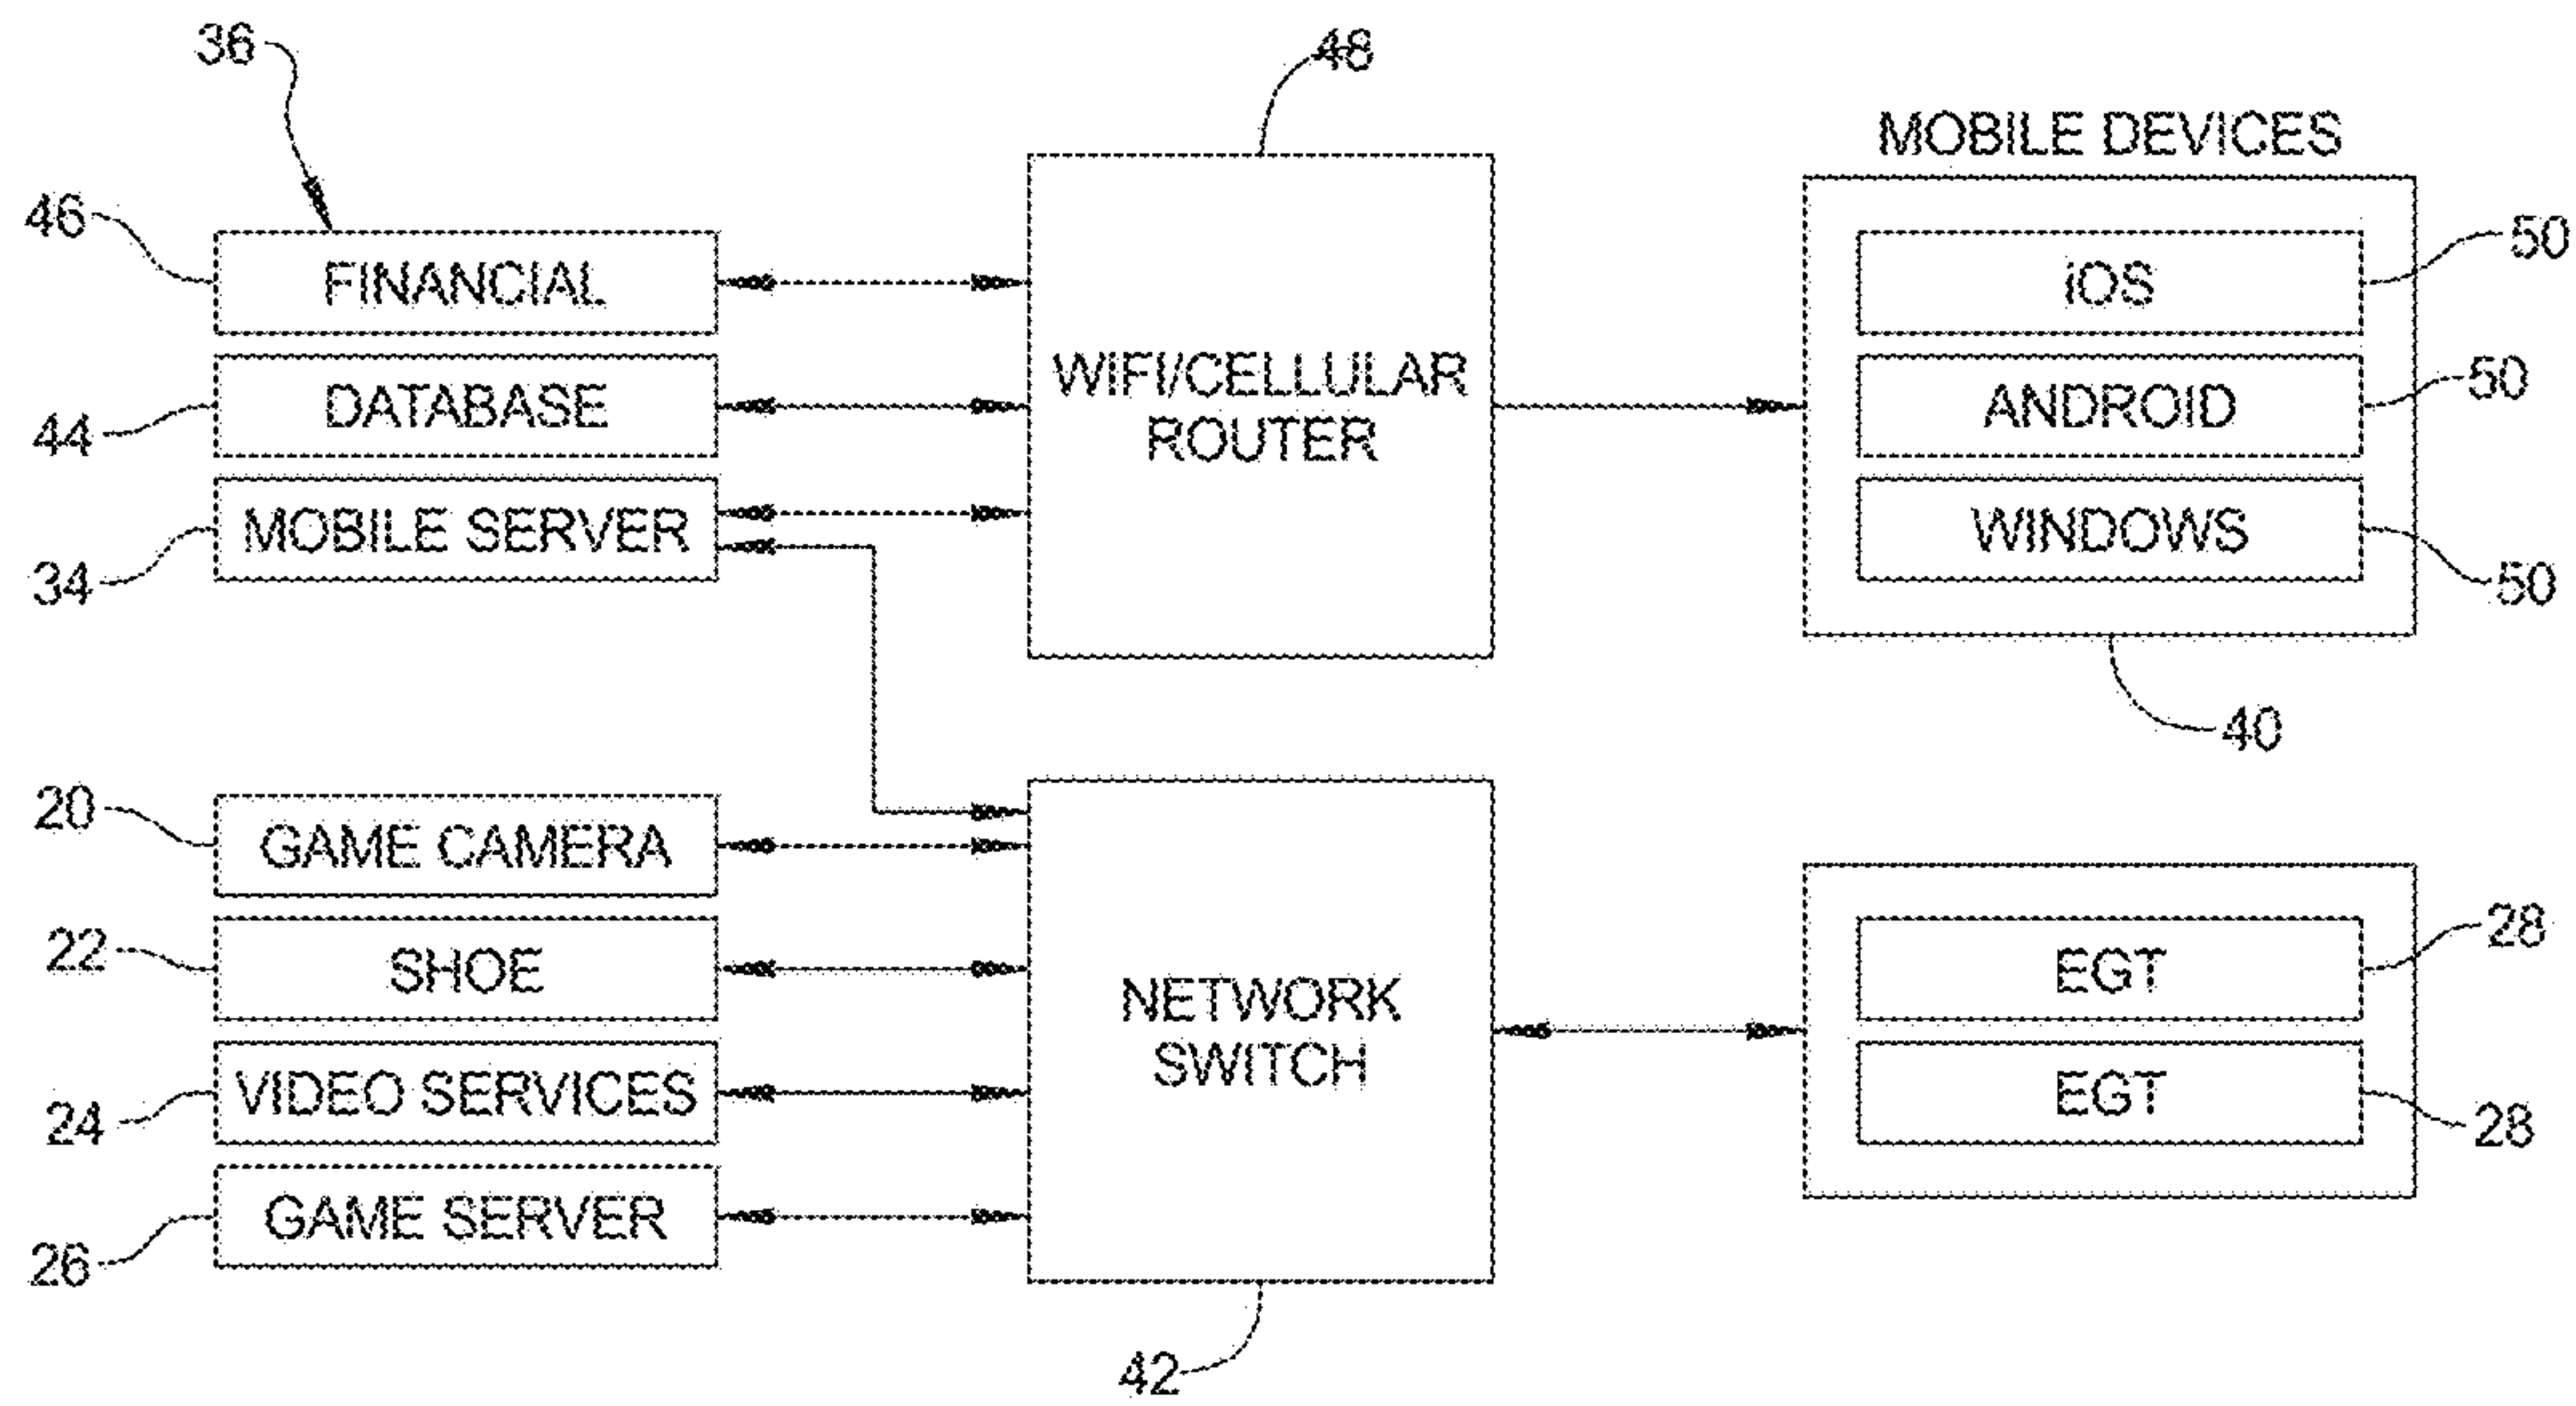 36
48
MOBILE DEVICES
46
FINANCIAL
iOS
50
44
DATABASE
WIFI/CELLULAR
ROUTER
ANDROID
50
34
MOBILE SERVER
WINDOWS
50
40
20
GAME CAMERA
22
SHOE
NETWORK
SWITCH
EGT
28
24
VIDEO SERVICES
EGT
28
26
GAME SERVER
42